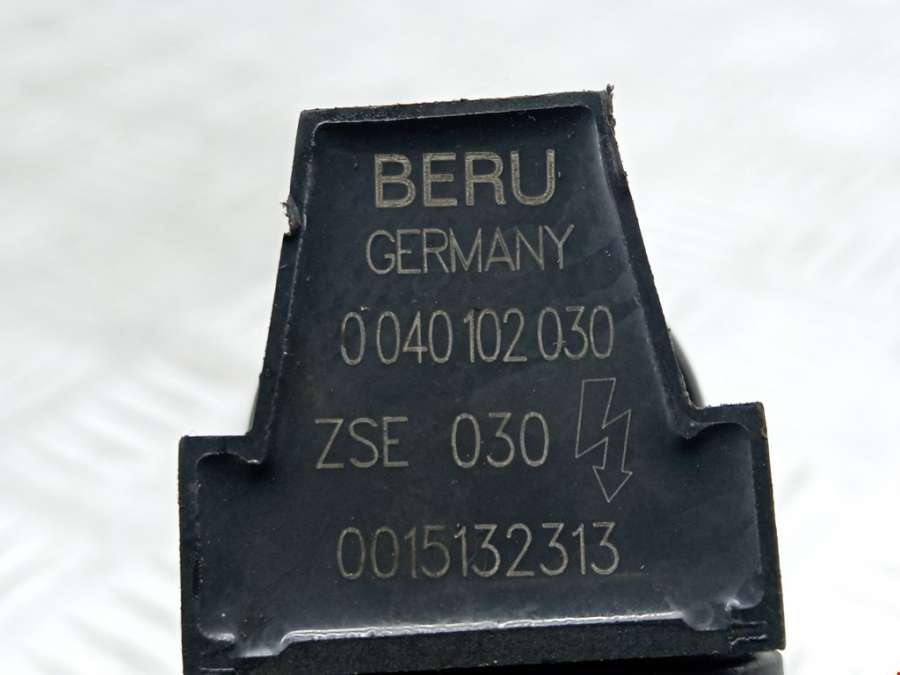 BERU
GERMANY
0 040 102 030
ZSE 030
0015132313